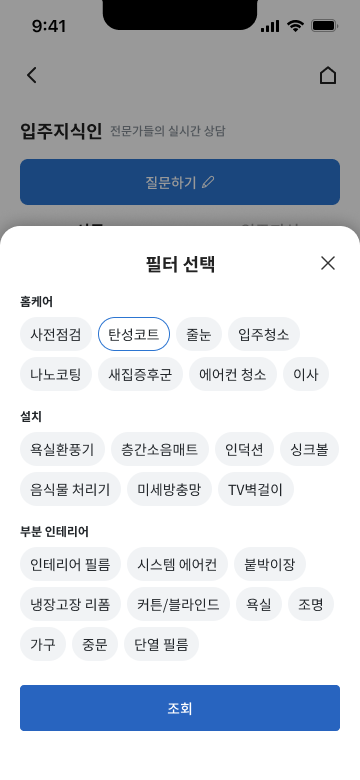 9:41
입주지식인 전문가들의 실시간 상담
질문하기
필터 선택
홈케어
사전점검 탄성코트 줄눈 입주청소
나노코팅 새집증후군 에어컨 청소 이사
설치
욕실환풍기 층간소음매트 인덕션 싱크볼
음식물 처리기 미세방충망 TV벽걸이
부분 인테리어
인테리어 필름 시스템 에어컨 붙박이장
냉장고장 리폼 커튼/블라인드 욕실 조명
가구 중문 단열 필름
조회